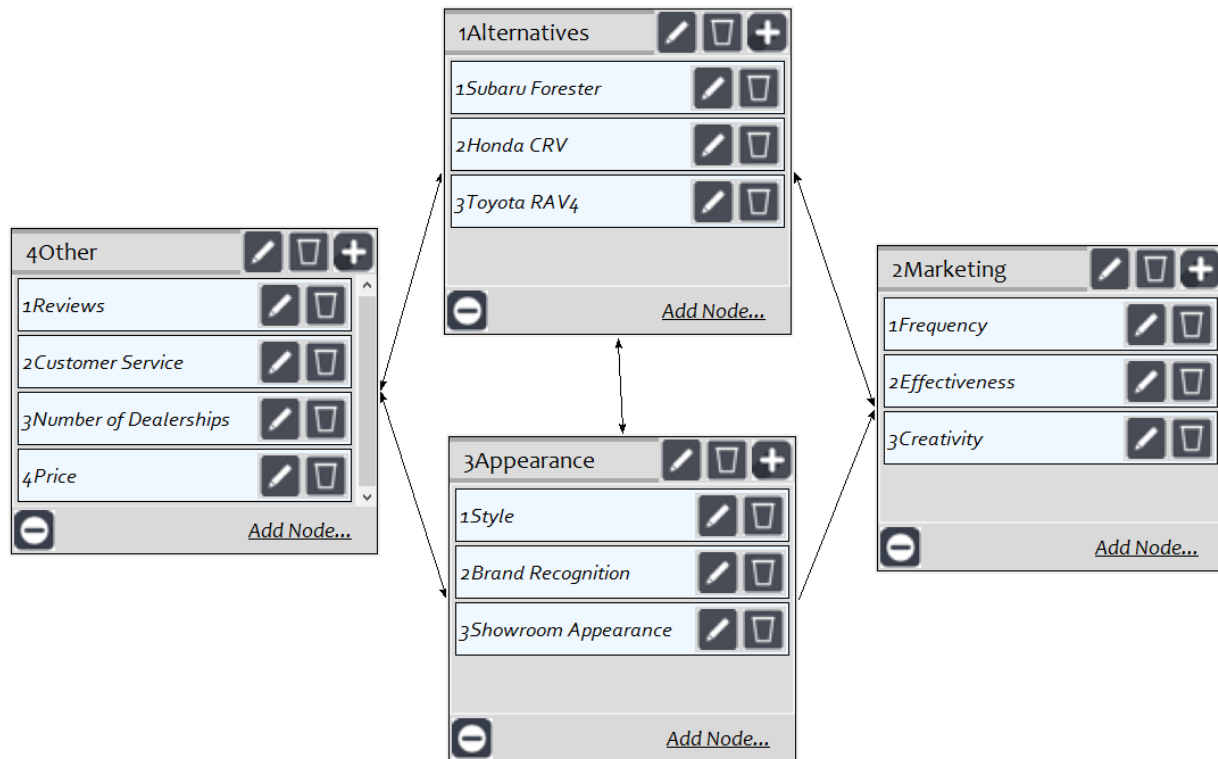 1Alternatives
1Subaru Forester
2Honda CRV
3Toyota RAV4
Add Node...
4Other
1Reviews
2Customer Service
3Number of Dealerships
4Price
Add Node...
2Marketing
1Frequency
2Effectiveness
3Creativity
Add Node...
3Appearance
1Style
2Brand Recognition
3Showroom Appearance
Add Node...